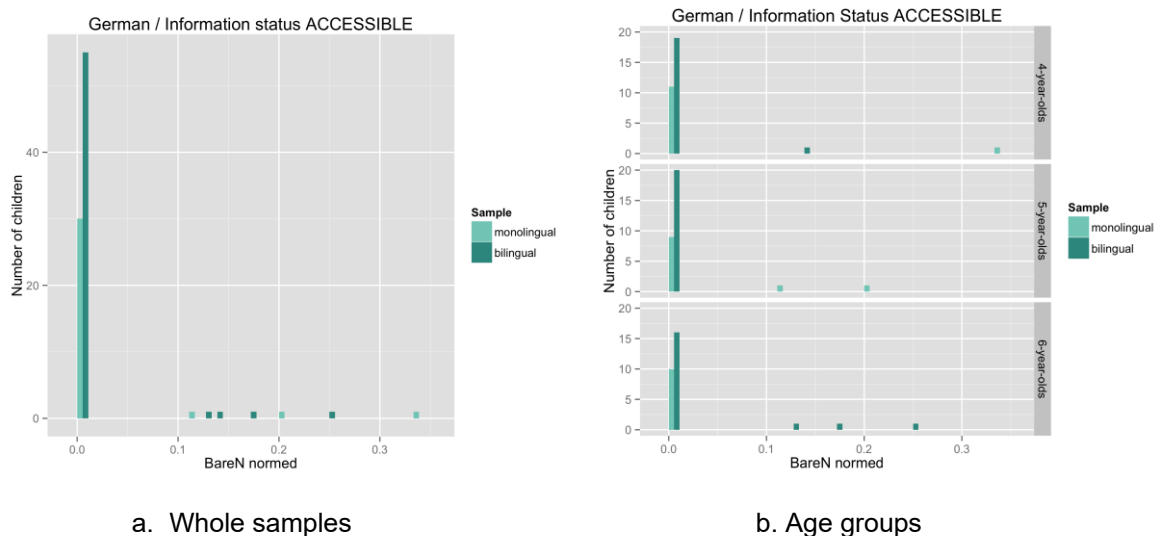 German / Information status ACCESSIBLE
Number of children
40
20
0
0.0 0.1 0.2 0.3
BareN normed
Sample
monolingual
bilingual
a. Whole samples
German / Information Status ACCESSIBLE
Number of children
20
15
10
5
0
4-year-olds
20
15
10
5
0
5-year-olds
20
15
10
5
0
6-year-olds
0.0 0.1 0.2 0.3
BareN normed
Sample
monolingual
bilingual
b. Age groups